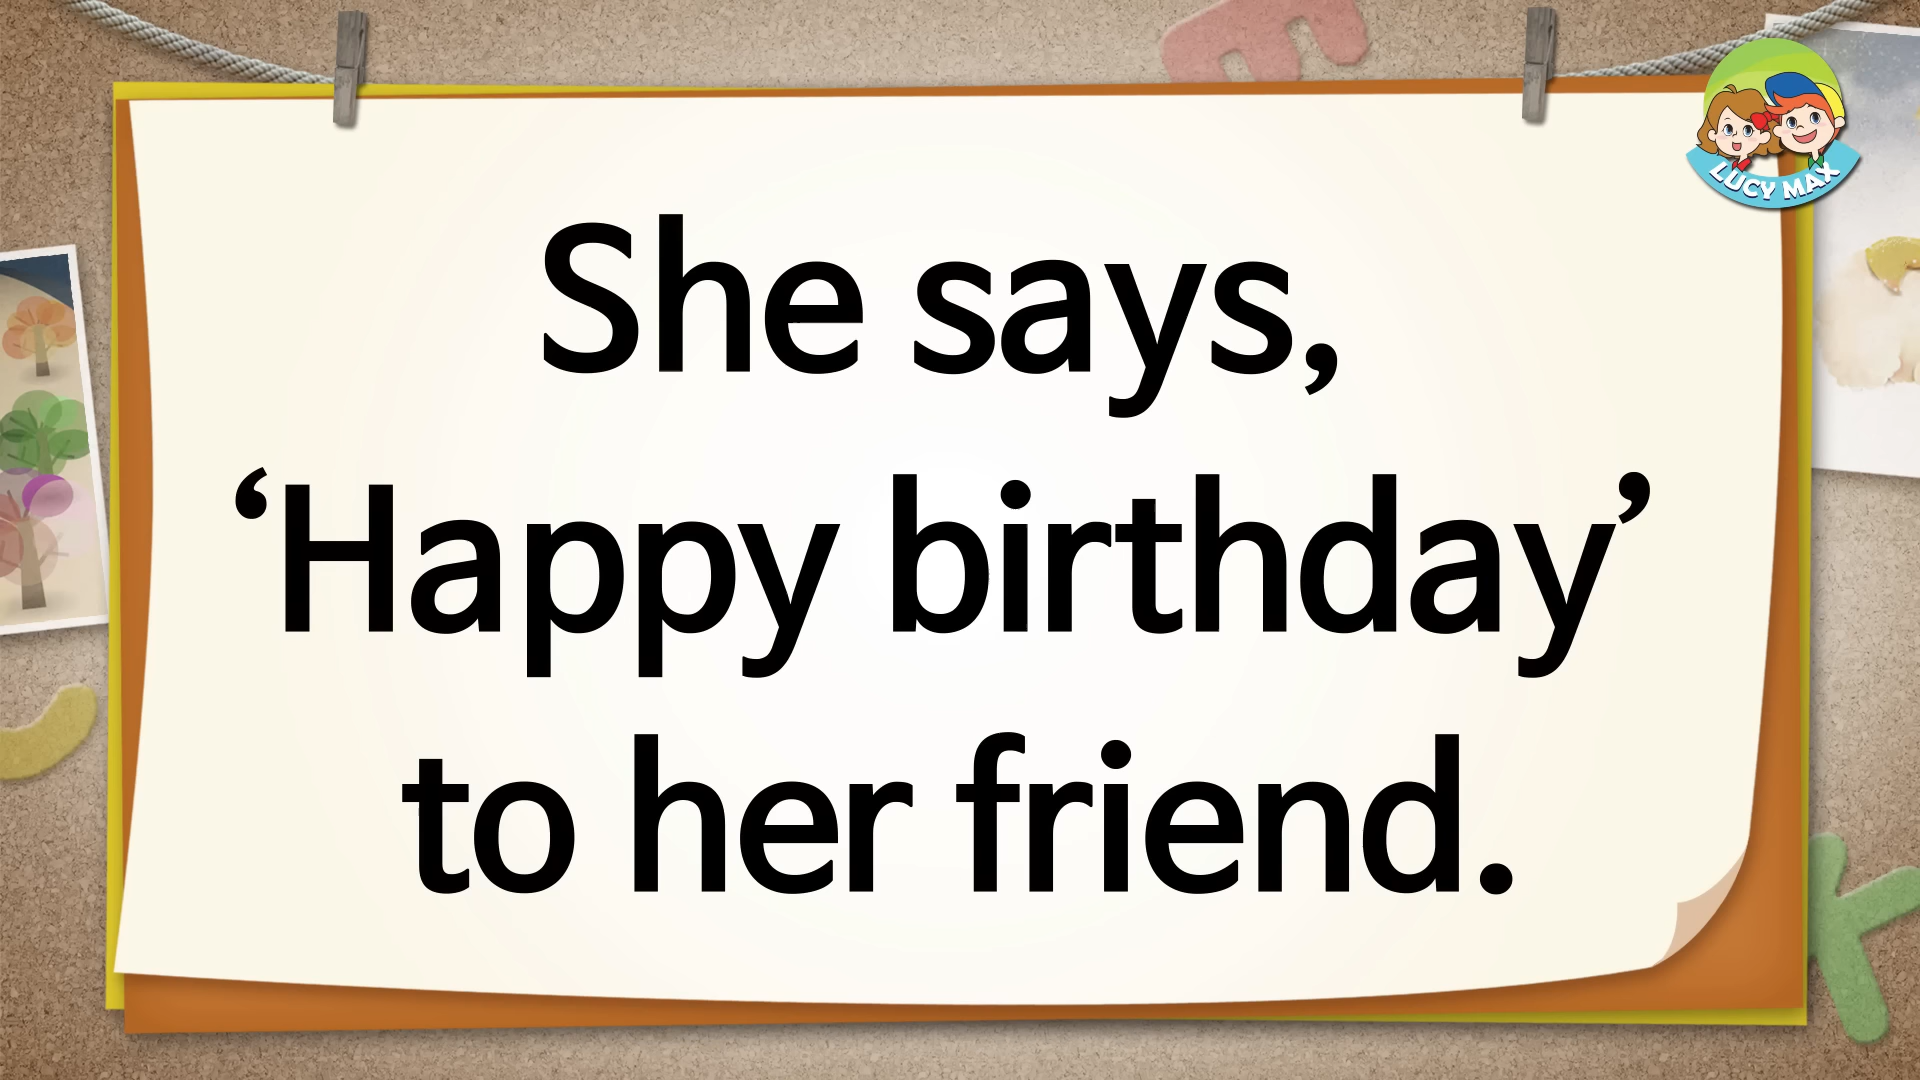 LUCY MAX
She says,
‘Happy birthday’
to her friend.